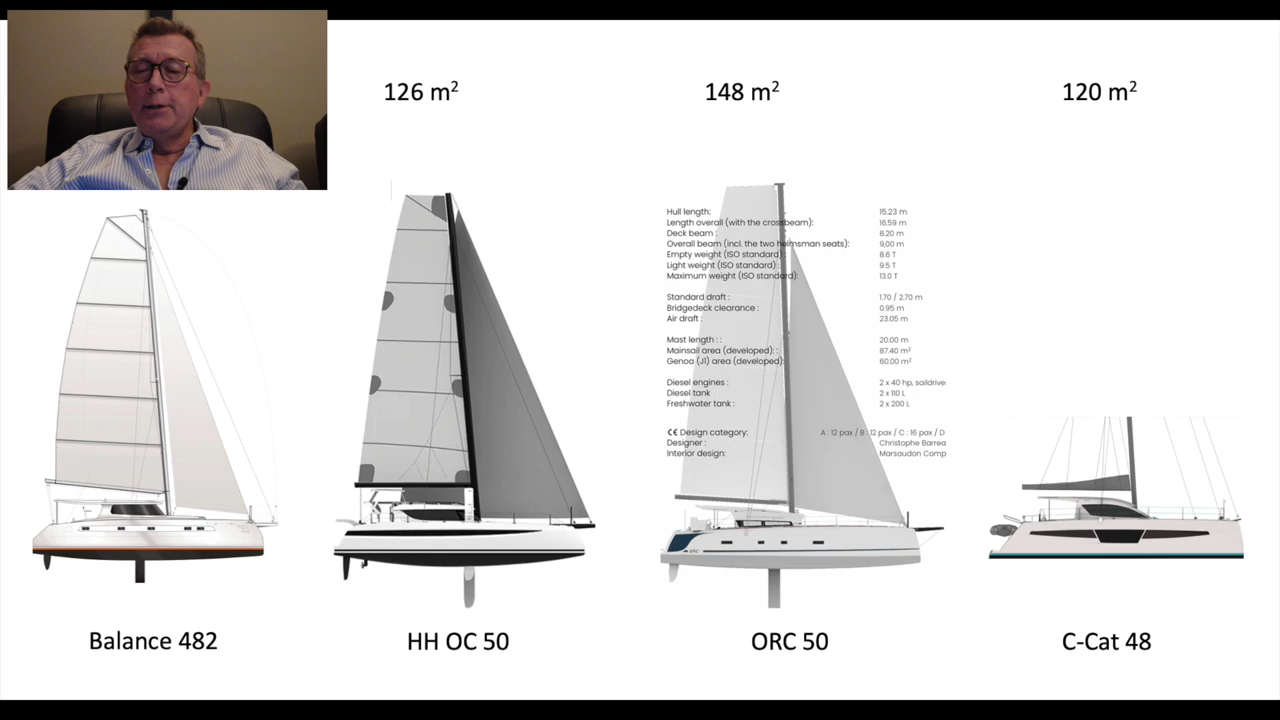 126 m²
148 m²
120 m²
Hull length: 15.23 m
Length overall (with the crossbeam): 16.59 m
Deck beam : 8.20 m
Overall beam (incl. the two helmsman seats): 9,00 m
Empty weight (ISO standard) : 8.6 T
Light weight (ISO standard) : 9.5 T
Maximum weight (ISO standard): 13.0 T
Standard draft : 1.70 / 2.70 m
Bridgedeck clearance : 0.95 m
Air draft : 23.05 m
Mast length : : 20.00 m
Mainsail area (developed): : 87.40 m²
Genoa (J1) area (developed): 60.00 m²
Diesel engines : 2 x 40 hp, saildrive
Diesel tank 2 x 110 L
Freshwater tank : 2 x 200 L
CE Design category: A : 12 pax / B : 12 pax / C : 16 pax / D
Designer : Christophe Barrea
Interior design: Marsaudon Comp
ORC
Balance 482
HH OC 50
ORC 50
C-Cat 48